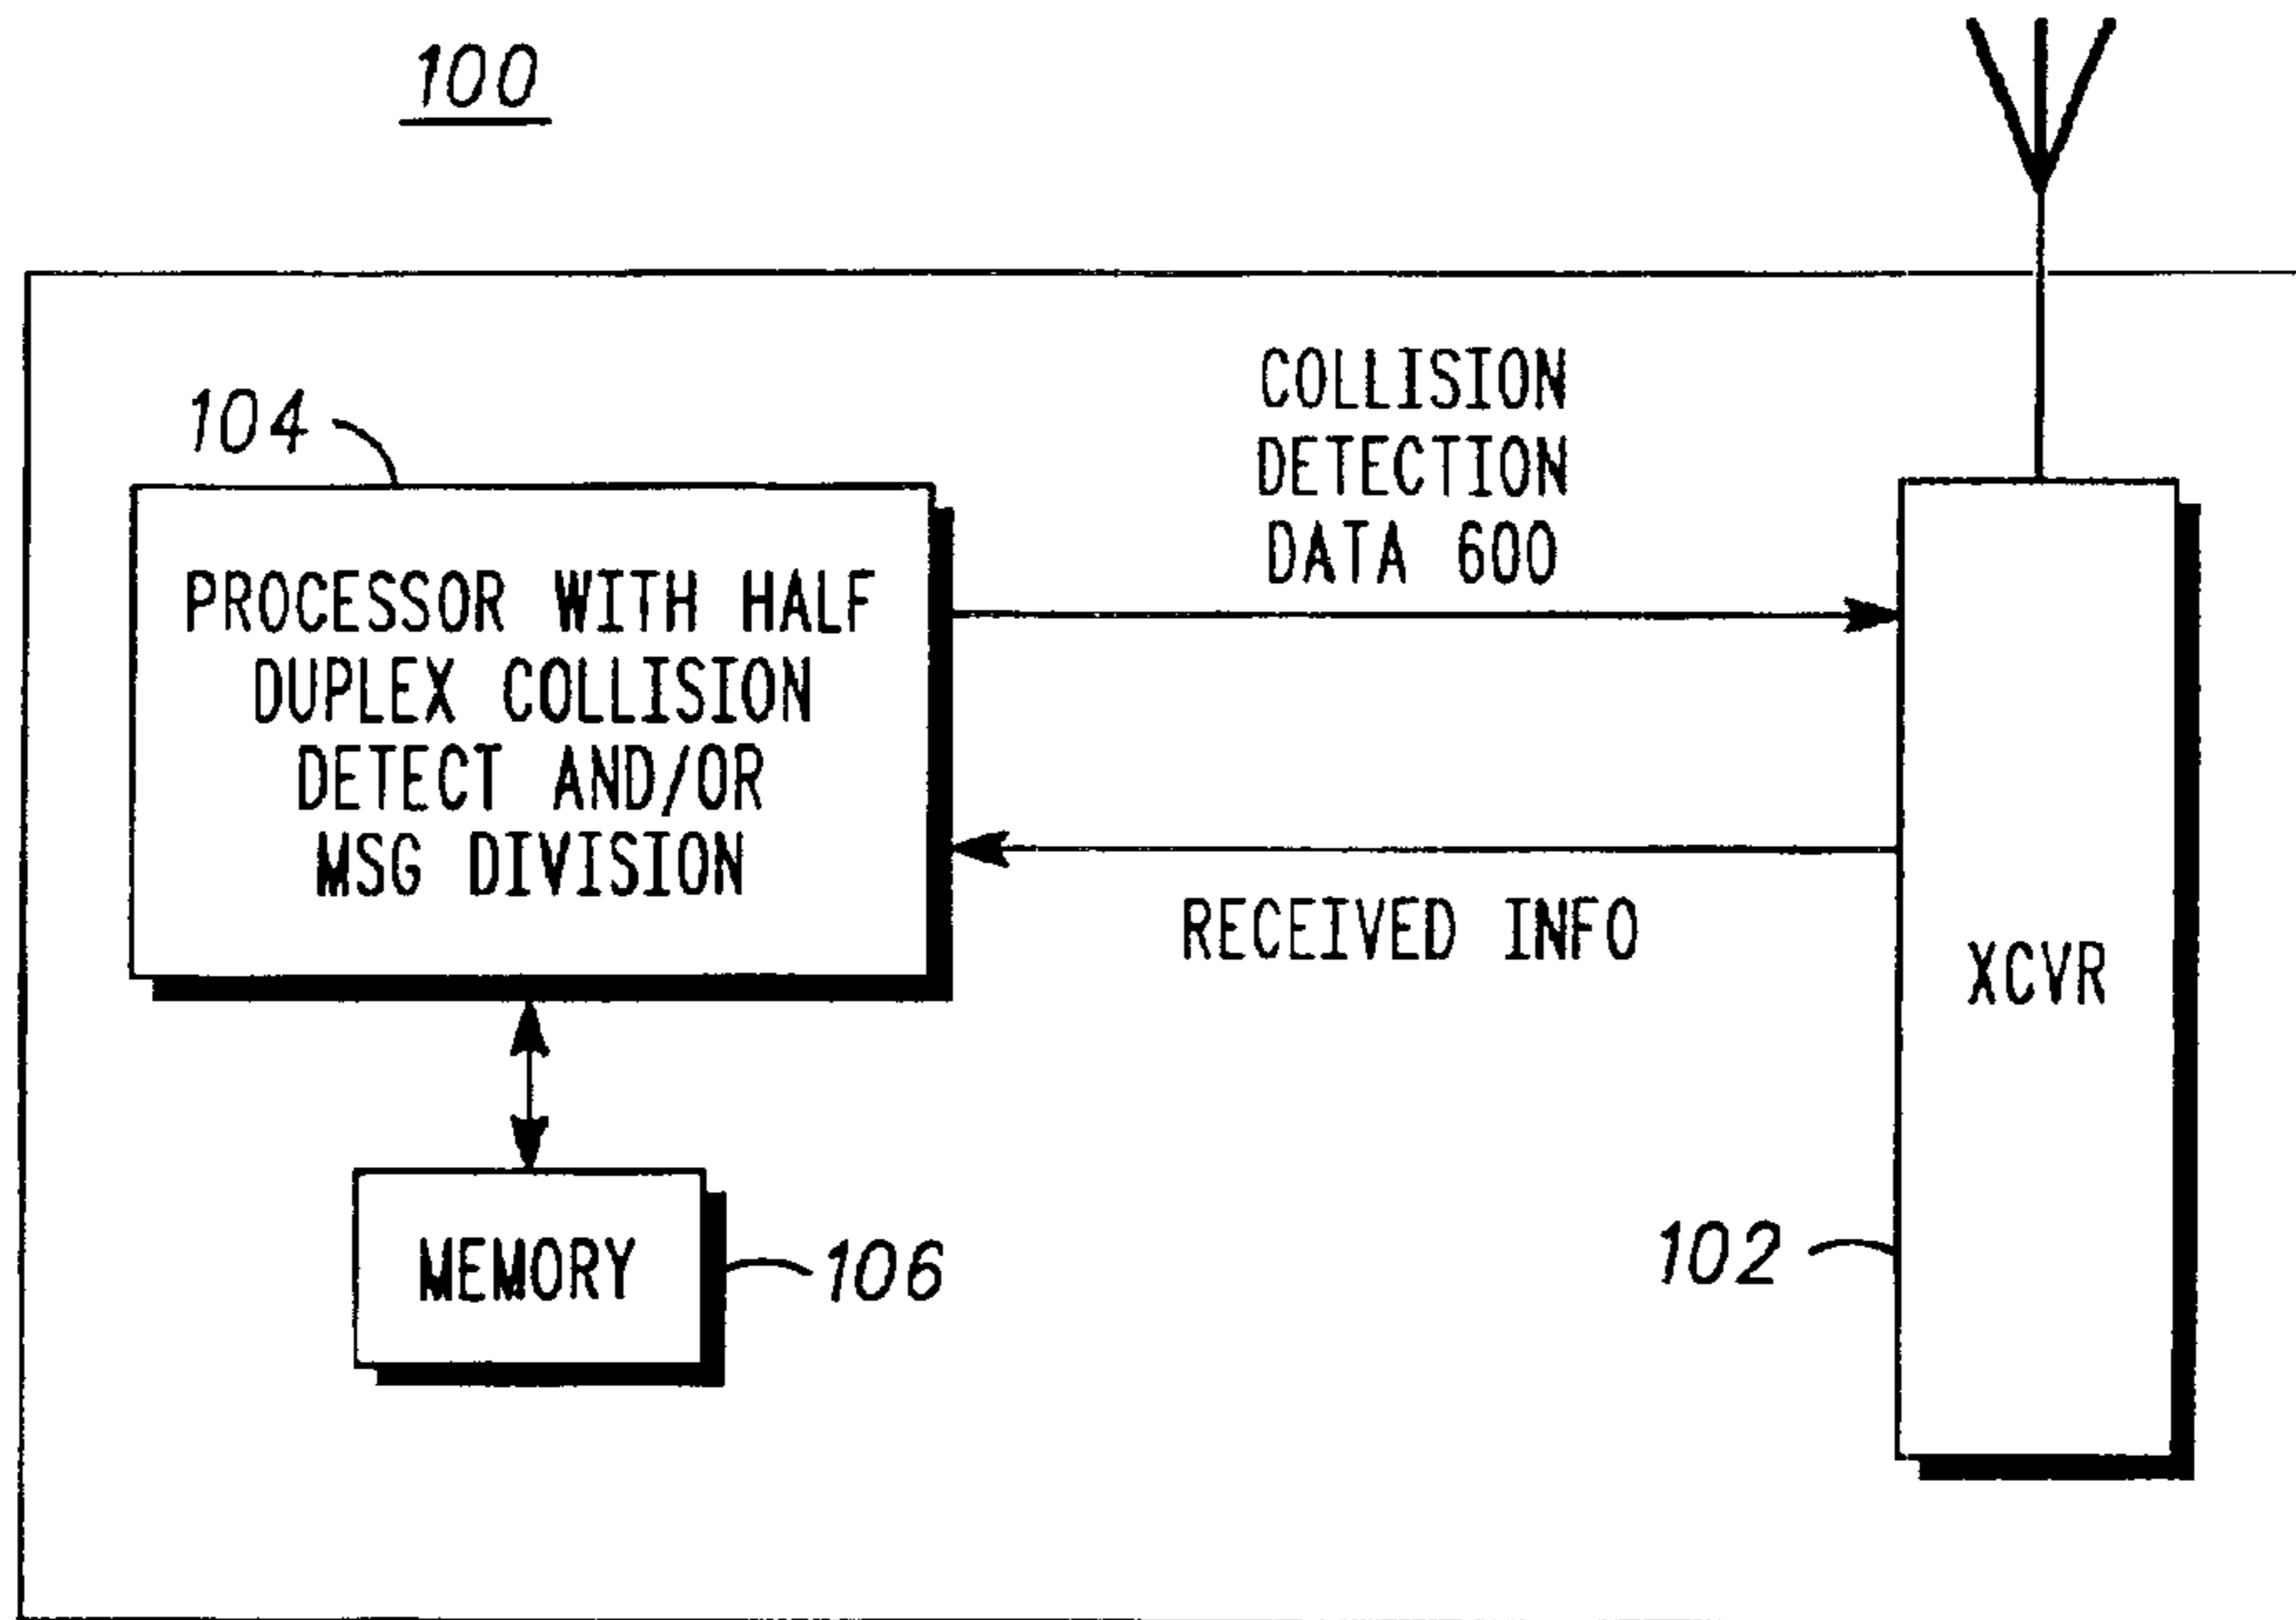 100
104
COLLISION
DETECTION
DATA 600
PROCESSOR WITH HALF
DUPLEX COLLISION
DETECT AND/OR
MSG DIVISION
RECEIVED INFO
XCVR
102
MEMORY
106